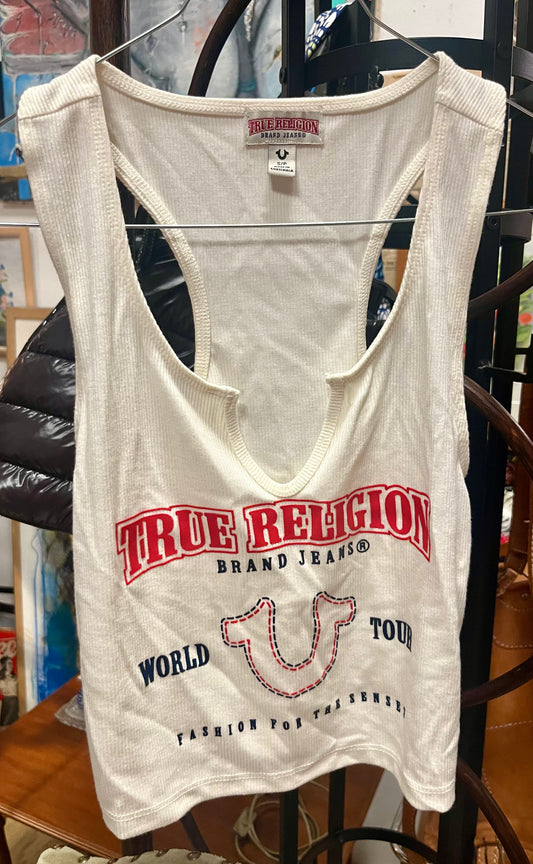 TRUE RELIGION
BRAND JEANS
S/P
TRUE RELIGION
BRAND JEANS®
WORLD TOUR
FASHION FOR THE SENSES